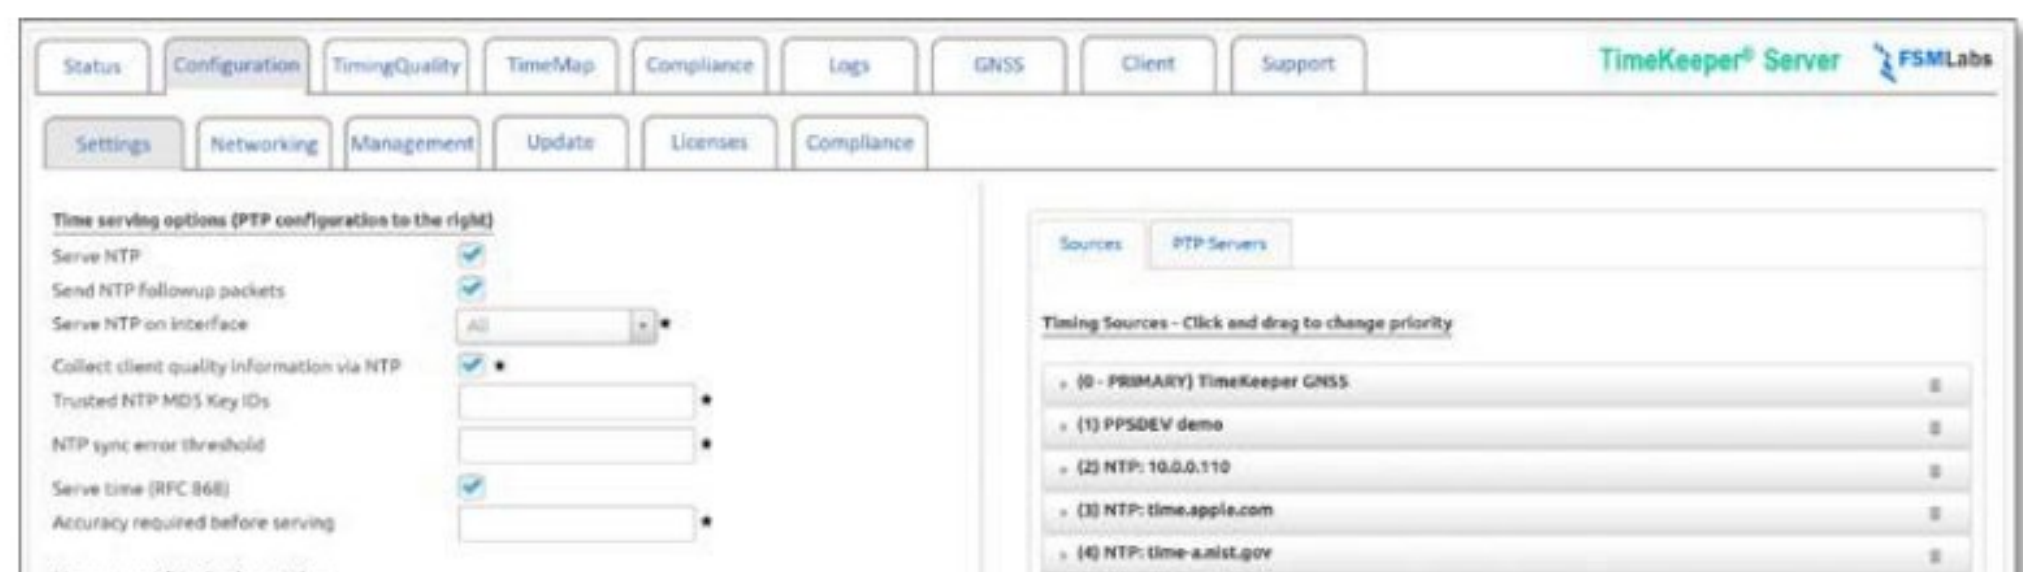 Status Configuration TimingQuality TimeMap Compliance Logs GNSS Client Support TimeKeeper® Server FSMLabs
Settings Networking Management Update Licenses Compliance
Time serving options (PTP configuration to the right)
Serve NTP
Send NTP followup packets
Serve NTP on interface All *
Collect client quality information via NTP *
Trusted NTP MD5 Key IDs *
NTP sync error threshold *
Serve time (RFC 868)
Accuracy required before serving *
Sources PTP Servers
Timing Sources - Click and drag to change priority
(0 - PRIMARY) TimeKeeper GNSS
(1) PPSDEV demo
(2) NTP: 10.0.0.110
(3) NTP: time.apple.com
(4) NTP: time-a.nist.gov